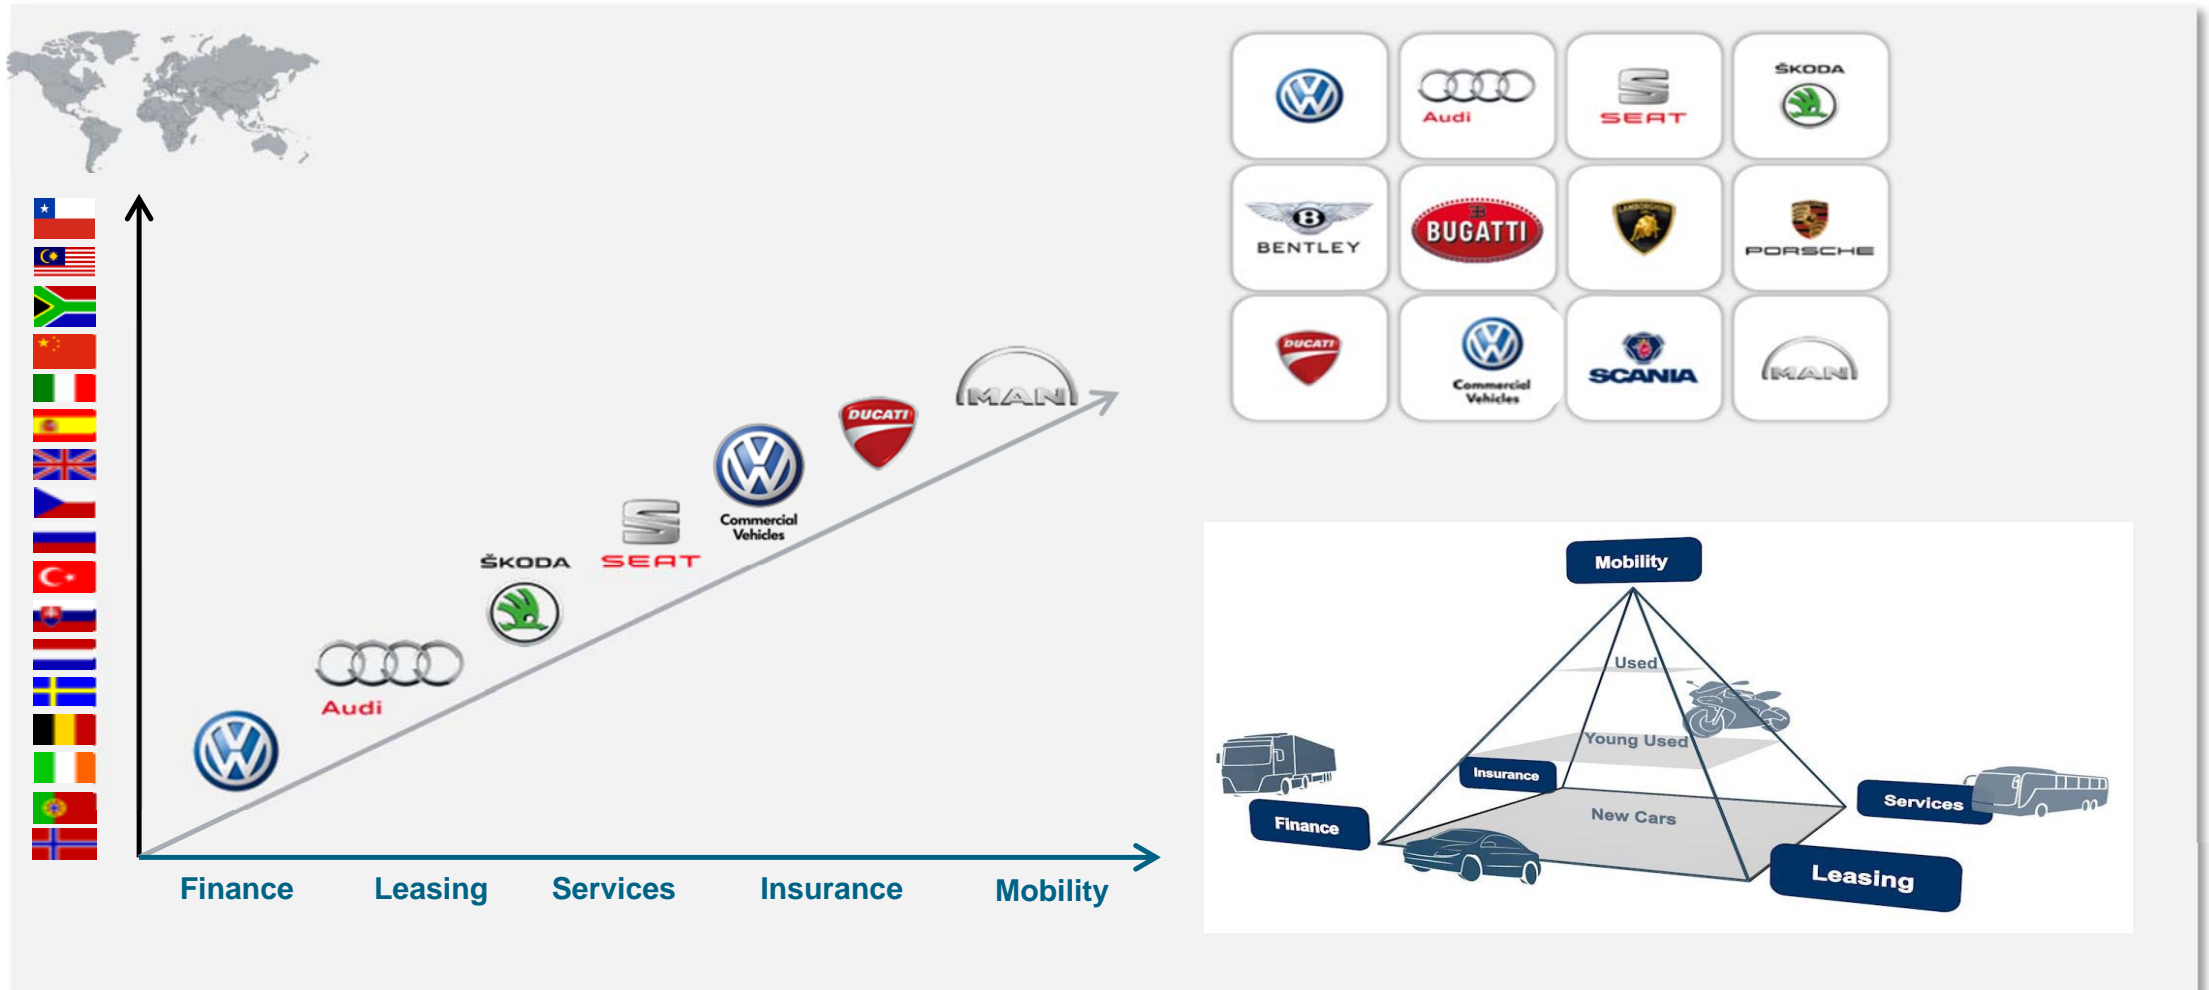 Audi
SEAT
ŠKODA
BENTLEY
BUGATTI
LAMBORGHINI
PORSCHE
DUCATI
Commercial
Vehicles
SCANIA
MAN
MAN
DUCATI
Commercial
Vehicles
SEAT
ŠKODA
Audi
Finance Leasing Services Insurance Mobility
Mobility
Used
Young Used
Insurance
Services
New Cars
Finance
Leasing